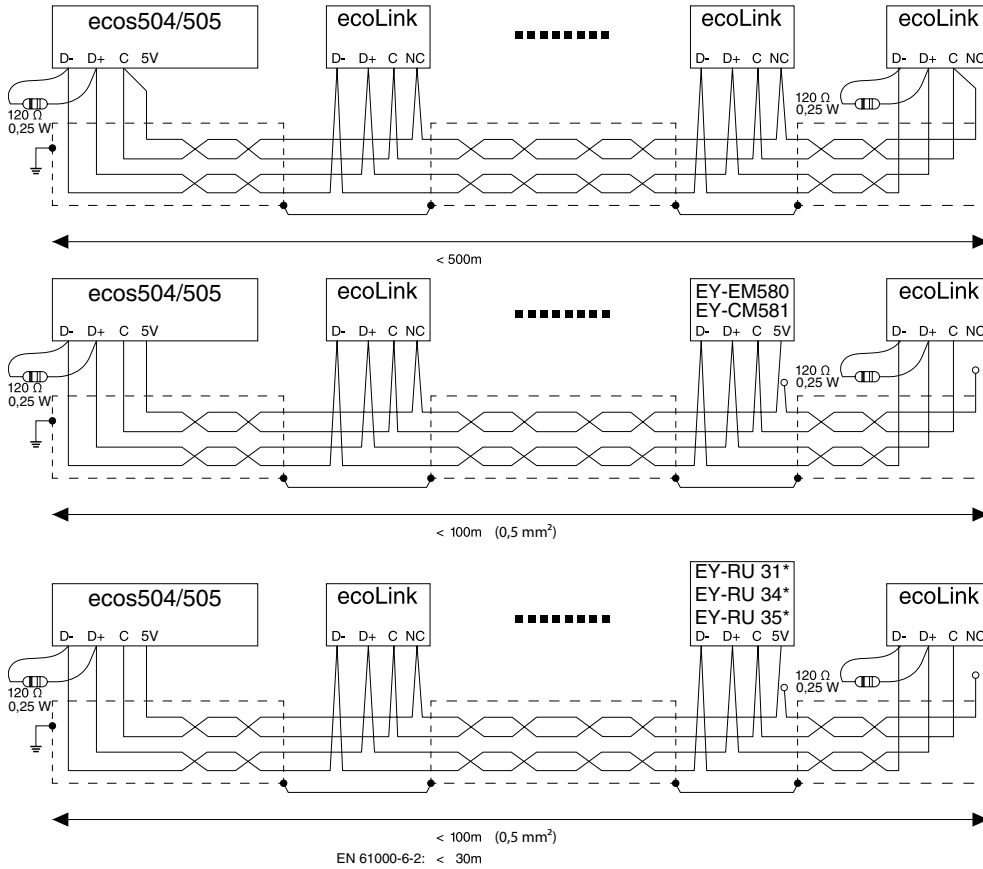 ecos504/505 ecoLink ecoLink ecoLink
D- D+ C 5V D- D+ C NC D- D+ C NC D- D+ C NC
120 Ω 120 Ω
0,25 W 0,25 W
< 500m
ecos504/505 ecoLink EY-EM580 ecoLink
EY-CM581
D- D+ C 5V D- D+ C NC D- D+ C 5V D- D+ C NC
120 Ω 120 Ω
0,25 W 0,25 W
< 100m (0,5 mm²)
EY-RU 31*
ecos504/505 ecoLink EY-RU 34* ecoLink
EY-RU 35*
D- D+ C 5V D- D+ C NC D- D+ C 5V D- D+ C NC
120 Ω 120 Ω
0,25 W 0,25 W
< 100m (0,5 mm²)
EN 61000-6-2: < 30m